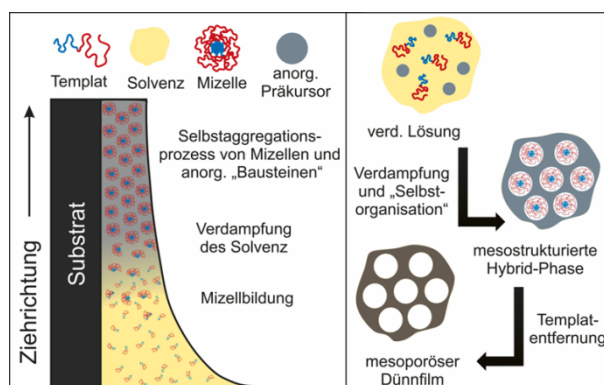 Templat
Solvenz
Mizelle
anorg.
Präkursor
Ziehrichtung
Substrat
Selbstaggregations-
prozess von Mizellen und
anorg. „Bausteinen“
Verdampfung
des Solvenz
Mizellbildung
verd. Lösung
Verdampfung
und „Selbst-
organisation“
mesostrukturierte
Hybrid-Phase
Templat-
entfernung
mesoporöser
Dünnfilm